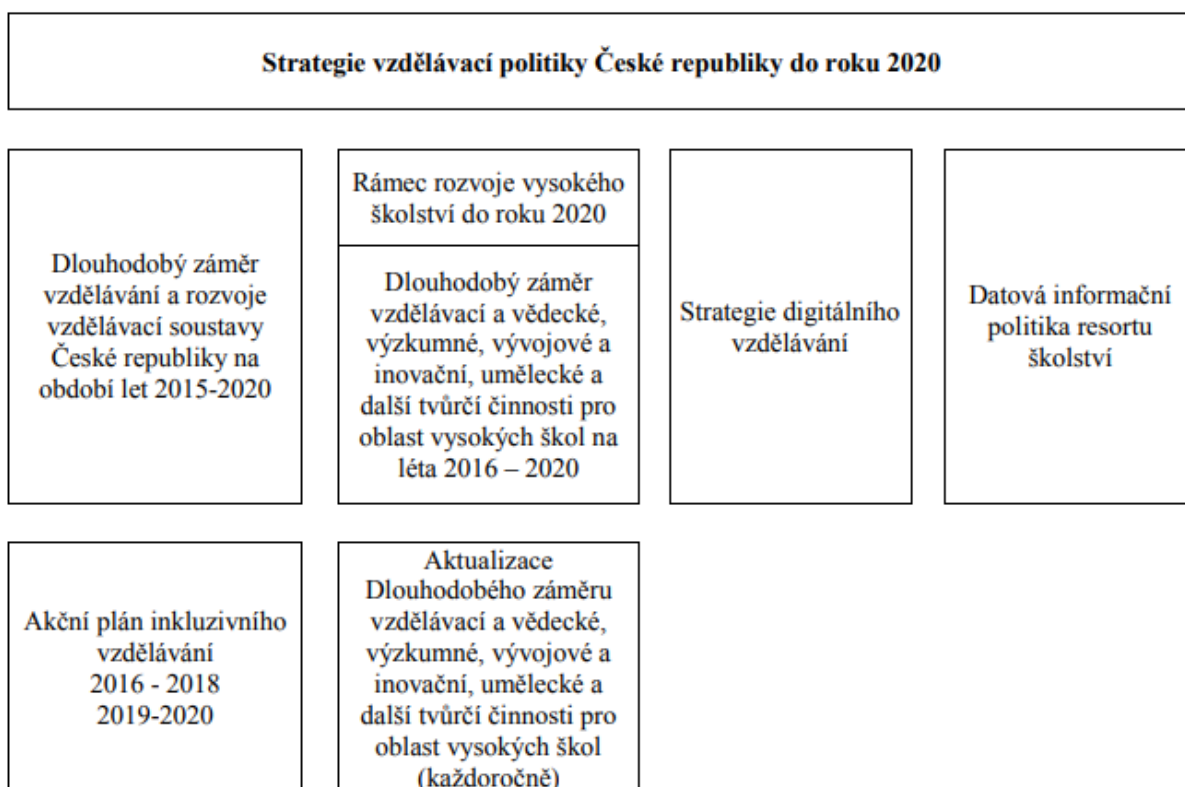 Strategie vzdělávací politiky České republiky do roku 2020
Dlouhodobý záměr
vzdělávání a rozvoje
vzdělávací soustavy
České republiky na
období let 2015-2020
Rámec rozvoje vysokého
školství do roku 2020
Dlouhodobý záměr
vzdělávací a vědecké,
výzkumné, vývojové a
inovační, umělecké a
další tvůrčí činnosti pro
oblast vysokých škol na
léta 2016 – 2020
Strategie digitálního
vzdělávání
Datová informační
politika resortu
školství
Akční plán inkluzivního
vzdělávání
2016 - 2018
2019-2020
Aktualizace
Dlouhodobého záměru
vzdělávací a vědecké,
výzkumné, vývojové a
inovační, umělecké a
další tvůrčí činnosti pro
oblast vysokých škol
(každoročně)